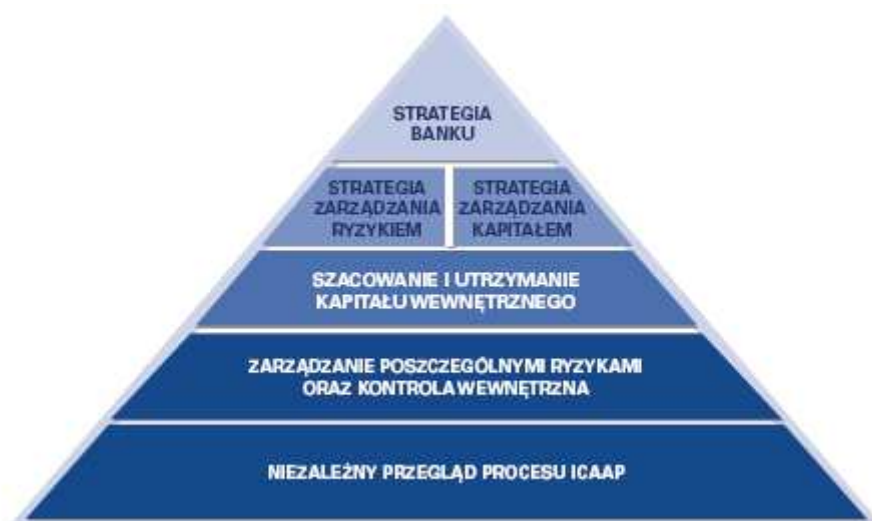 STRATEGIA
BANKU
STRATEGIA
ZARZĄDZANIA
RYZYKIEM
STRATEGIA
ZARZĄDZANIA
KAPITAŁEM
SZACOWANIE I UTRZYMANIE
KAPITAŁU WEWNĘTRZNEGO
ZARZĄDZANIE POSZCZEGÓLNYMI RYZYKAMI
ORAZ KONTROLA WEWNĘTRZNA
NIEZALEŻNY PRZEGLĄD PROCESU ICAAP